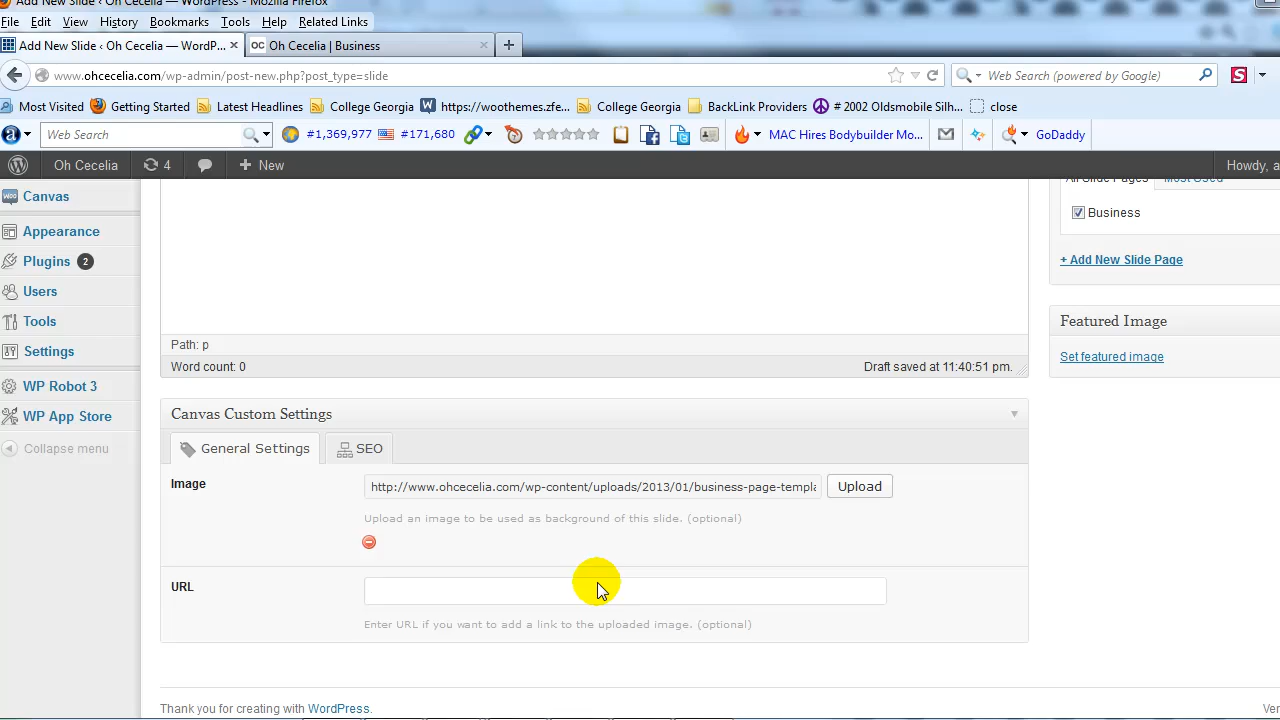 Add New Slide ‹ Oh Cecelia — WordPress - Mozilla Firefox
File Edit View History Bookmarks Tools Help Related Links
Add New Slide ‹ Oh Cecelia — WordP... × OC Oh Cecelia | Business × +
www.ohcecelia.com/wp-admin/post-new.php?post_type=slide Web Search (powered by Google) S
Most Visited Getting Started Latest Headlines College Georgia W https://woothemes.zfe... College Georgia BackLink Providers # 2002 Oldsmobile Silh... close
a Web Search #1,369,977 #171,680 MAC Hires Bodybuilder Mo... GoDaddy
Oh Cecelia 4 + New Howdy, a
Canvas
All Slide Pages Most Used
Business
Appearance
Plugins 2
+ Add New Slide Page
Users
Tools
Featured Image
Settings
Path: p
Set featured image
Word count: 0 Draft saved at 11:40:51 pm.
WP Robot 3
WP App Store
Canvas Custom Settings
Collapse menu
General Settings SEO
Image http://www.ohcecelia.com/wp-content/uploads/2013/01/business-page-templa Upload
Upload an image to be used as background of this slide. (optional)
URL
Enter URL if you want to add a link to the uploaded image. (optional)
Thank you for creating with WordPress. Ver